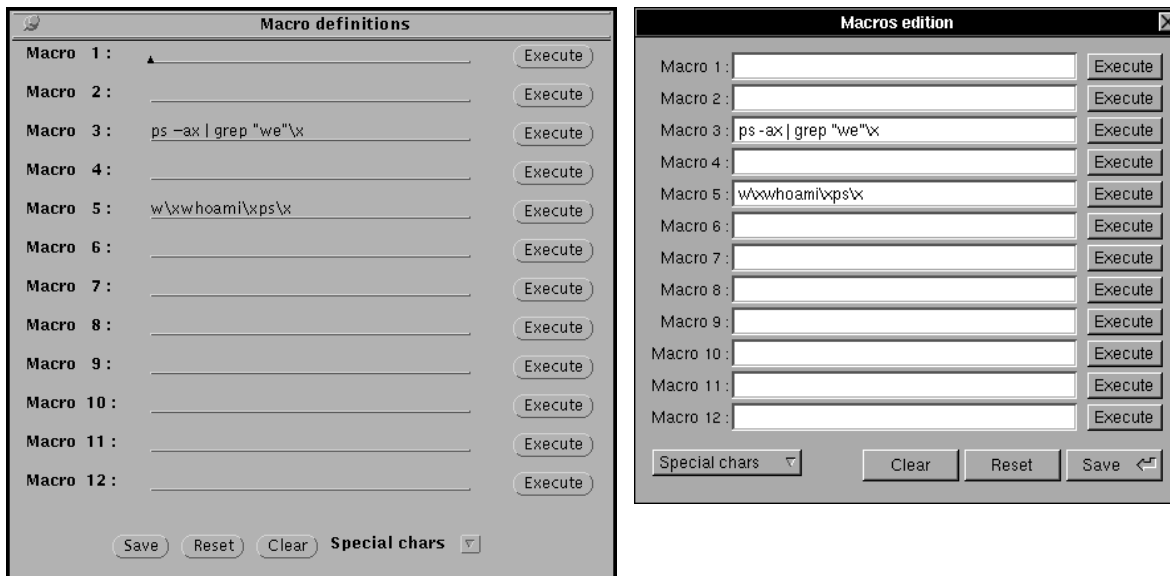 Macro definitions
Macro 1 : Execute
Macro 2 : Execute
Macro 3 : ps –ax | grep "we"\x Execute
Macro 4 : Execute
Macro 5 : w\xwhoami\xps\x Execute
Macro 6 : Execute
Macro 7 : Execute
Macro 8 : Execute
Macro 9 : Execute
Macro 10 : Execute
Macro 11 : Execute
Macro 12 : Execute
Save Reset Clear Special chars
Macros edition
Macro 1 : Execute
Macro 2 : Execute
Macro 3 : ps -ax | grep "we"\x Execute
Macro 4 : Execute
Macro 5 : w\xwhoami\xps\x Execute
Macro 6 : Execute
Macro 7 : Execute
Macro 8 : Execute
Macro 9 : Execute
Macro 10 : Execute
Macro 11 : Execute
Macro 12 : Execute
Special chars Clear Reset Save